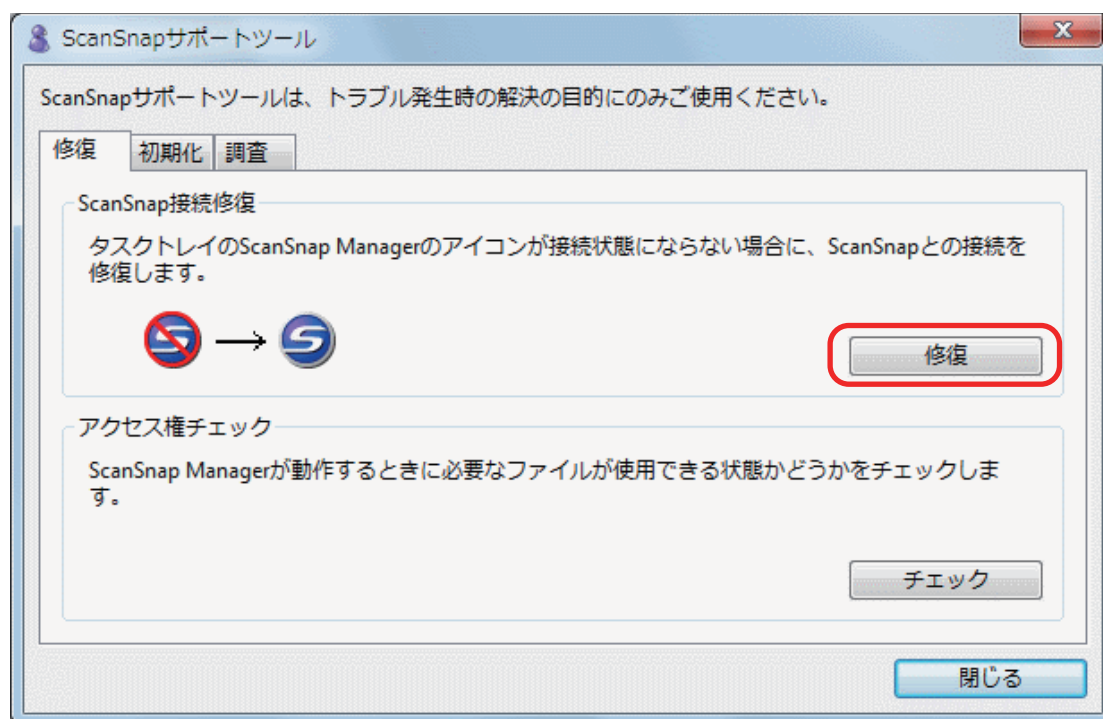 ScanSnapサポートツール
ScanSnapサポートツールは、トラブル発生時の解決の目的にのみご使用ください。
修復 初期化 調査
ScanSnap接続修復
タスクトレイのScanSnap Managerのアイコンが接続状態にならない場合に、ScanSnapとの接続を
修復します。
修復
アクセス権チェック
ScanSnap Managerが動作するときに必要なファイルが使用できる状態かどうかをチェックしま
す。
チェック
閉じる